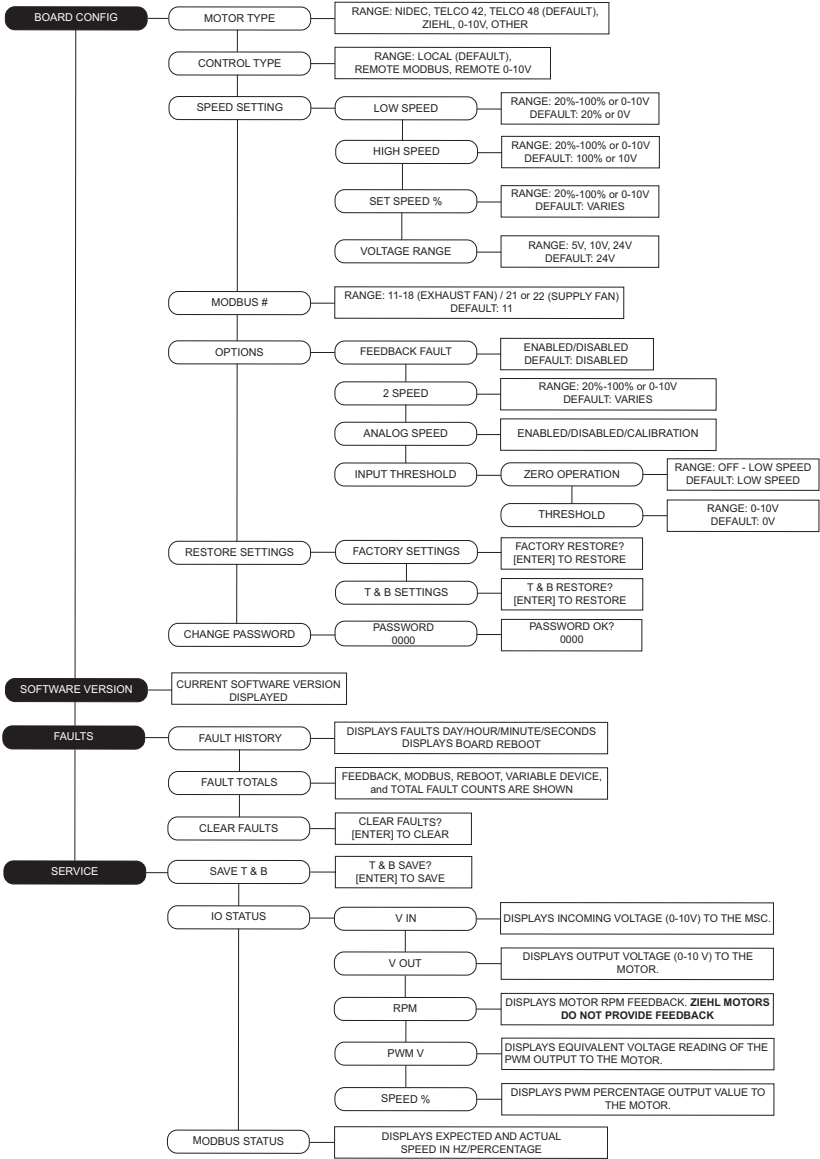 BOARD CONFIG
MOTOR TYPE
RANGE: NIDEC, TELCO 42, TELCO 48 (DEFAULT),
ZIEHL, 0-10V, OTHER
CONTROL TYPE
RANGE: LOCAL (DEFAULT),
REMOTE MODBUS, REMOTE 0-10V
SPEED SETTING
LOW SPEED
RANGE: 20%-100% or 0-10V
DEFAULT: 20% or 0V
HIGH SPEED
RANGE: 20%-100% or 0-10V
DEFAULT: 100% or 10V
SET SPEED %
RANGE: 20%-100% or 0-10V
DEFAULT: VARIES
VOLTAGE RANGE
RANGE: 5V, 10V, 24V
DEFAULT: 24V
MODBUS #
RANGE: 11-18 (EXHAUST FAN) / 21 or 22 (SUPPLY FAN)
DEFAULT: 11
OPTIONS
FEEDBACK FAULT
ENABLED/DISABLED
DEFAULT: DISABLED
2 SPEED
RANGE: 20%-100% or 0-10V
DEFAULT: VARIES
ANALOG SPEED
ENABLED/DISABLED/CALIBRATION
INPUT THRESHOLD
ZERO OPERATION
RANGE: OFF - LOW SPEED
DEFAULT: LOW SPEED
THRESHOLD
RANGE: 0-10V
DEFAULT: 0V
RESTORE SETTINGS
FACTORY SETTINGS
FACTORY RESTORE?
[ENTER] TO RESTORE
T & B SETTINGS
T & B RESTORE?
[ENTER] TO RESTORE
CHANGE PASSWORD
PASSWORD
0000
PASSWORD OK?
0000
SOFTWARE VERSION
CURRENT SOFTWARE VERSION
DISPLAYED
FAULTS
FAULT HISTORY
DISPLAYS FAULTS DAY/HOUR/MINUTE/SECONDS
DISPLAYS BOARD REBOOT
FAULT TOTALS
FEEDBACK, MODBUS, REBOOT, VARIABLE DEVICE,
and TOTAL FAULT COUNTS ARE SHOWN
CLEAR FAULTS
CLEAR FAULTS?
[ENTER] TO CLEAR
SERVICE
SAVE T & B
T & B SAVE?
[ENTER] TO SAVE
IO STATUS
V IN
DISPLAYS INCOMING VOLTAGE (0-10V) TO THE MSC.
V OUT
DISPLAYS OUTPUT VOLTAGE (0-10 V) TO THE
MOTOR.
RPM
DISPLAYS MOTOR RPM FEEDBACK. ZIEHL MOTORS
DO NOT PROVIDE FEEDBACK
PWM V
DISPLAYS EQUIVALENT VOLTAGE READING OF THE
PWM OUTPUT TO THE MOTOR.
SPEED %
DISPLAYS PWM PERCENTAGE OUTPUT VALUE TO
THE MOTOR.
MODBUS STATUS
DISPLAYS EXPECTED AND ACTUAL
SPEED IN HZ/PERCENTAGE